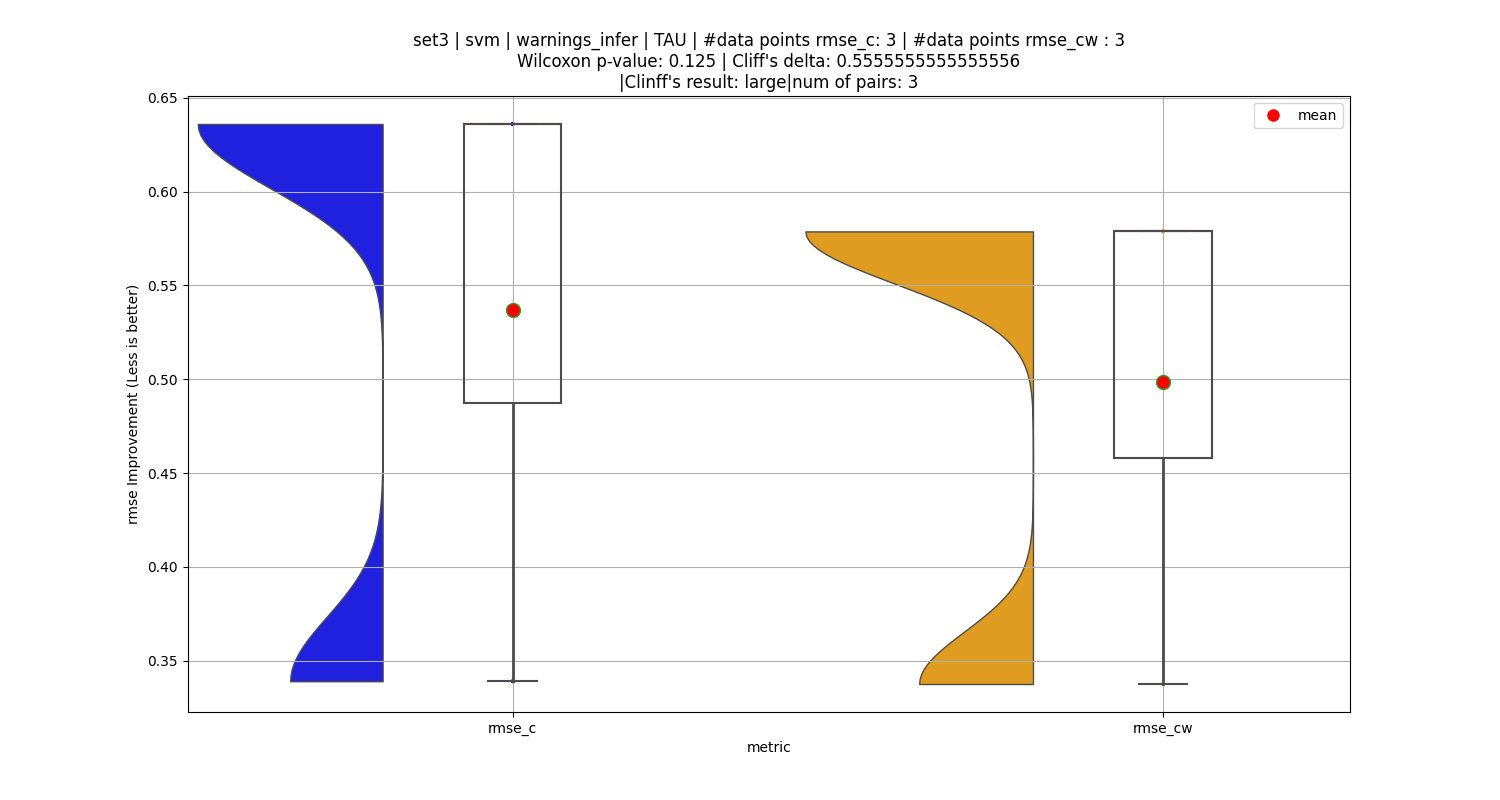 set3 | svm | warnings_infer | TAU | #data points rmse_c: 3 | #data points rmse_cw : 3
Wilcoxon p-value: 0.125 | Cliff's delta: 0.5555555555555556
|Clinff's result: large|num of pairs: 3
mean
rmse Improvement (Less is better)
0.65
0.60
0.55
0.50
0.45
0.40
0.35
rmse_c
rmse_cw
metric